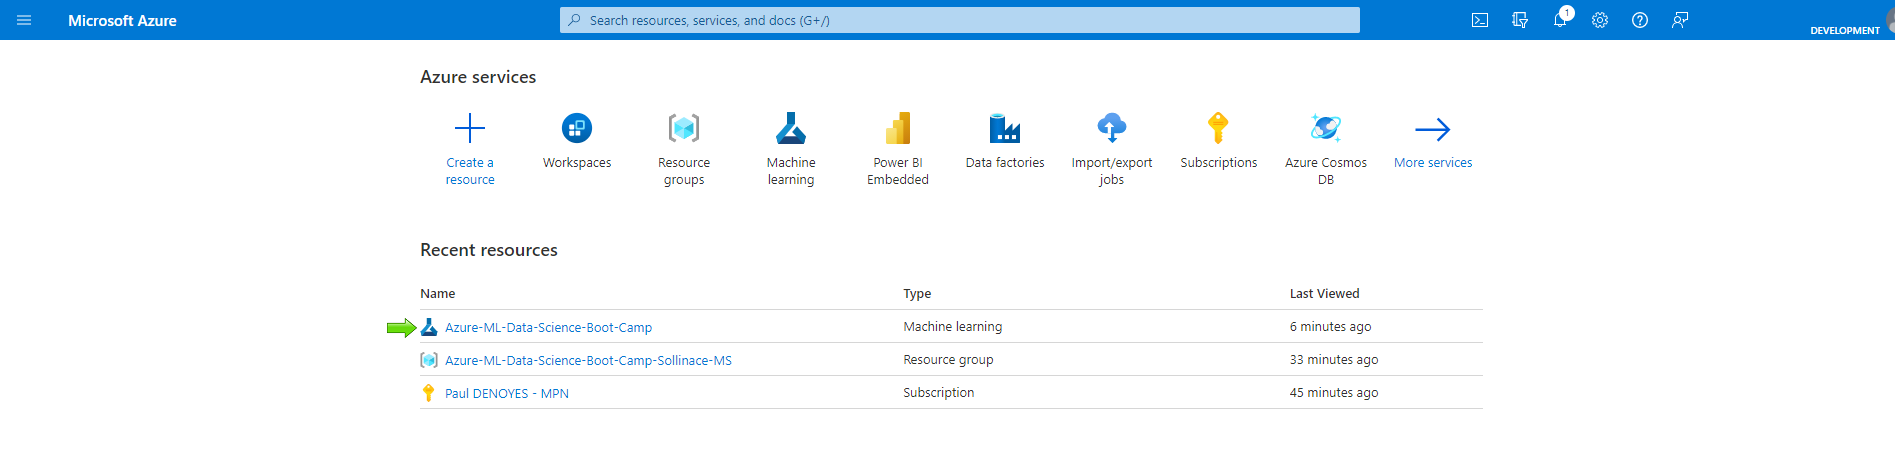 Microsoft Azure
Search resources, services, and docs (G+/)
1
DEVELOPMENT
Azure services
Create a resource
Workspaces
Resource groups
Machine learning
Power BI Embedded
Data factories
Import/export jobs
Subscriptions
Azure Cosmos DB
More services
Recent resources
Name Type Last Viewed
Azure-ML-Data-Science-Boot-Camp Machine learning 6 minutes ago
Azure-ML-Data-Science-Boot-Camp-Sollinace-MS Resource group 33 minutes ago
Paul DENOYES - MPN Subscription 45 minutes ago